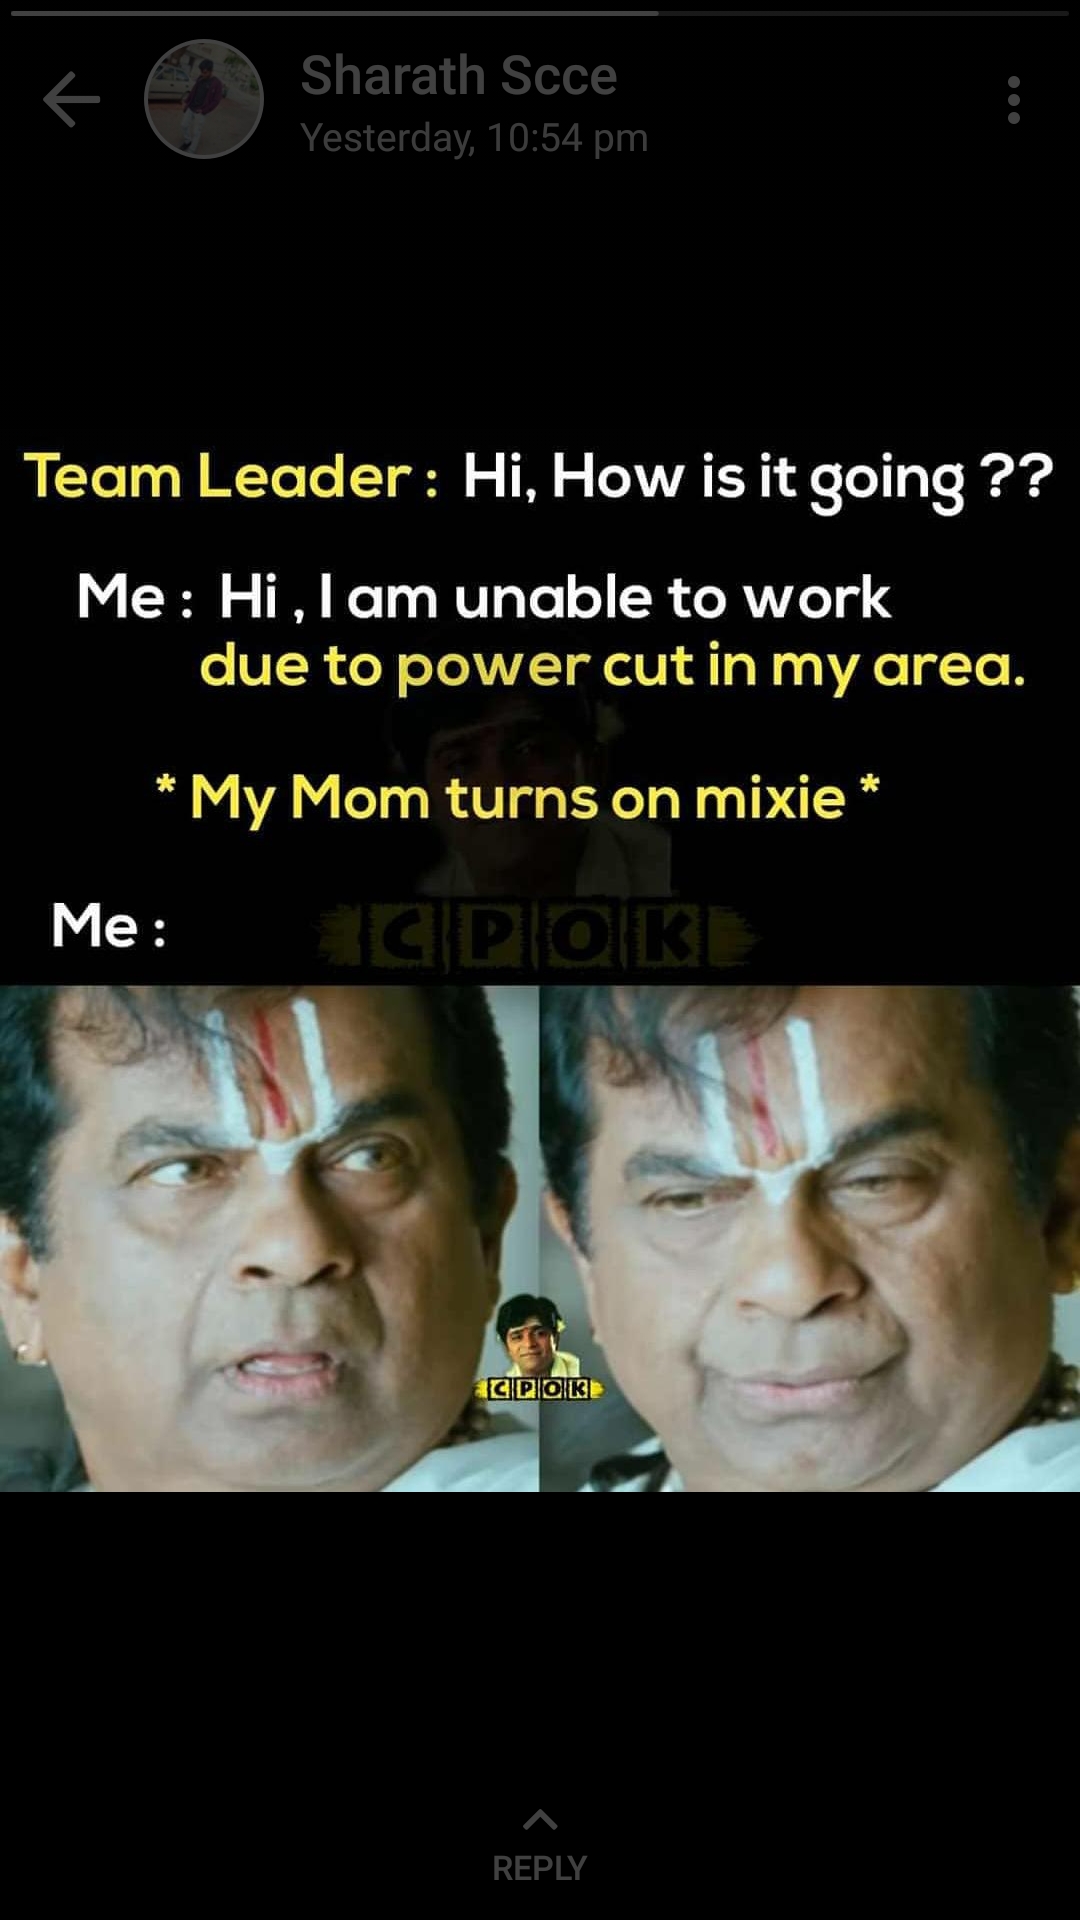 Sharath Scce
Yesterday, 10:54 pm
Team Leader : Hi, How is it going ??
Me : Hi , I am unable to work
due to power cut in my area.
* My Mom turns on mixie *
Me :
CPOK
CPOK
REPLY